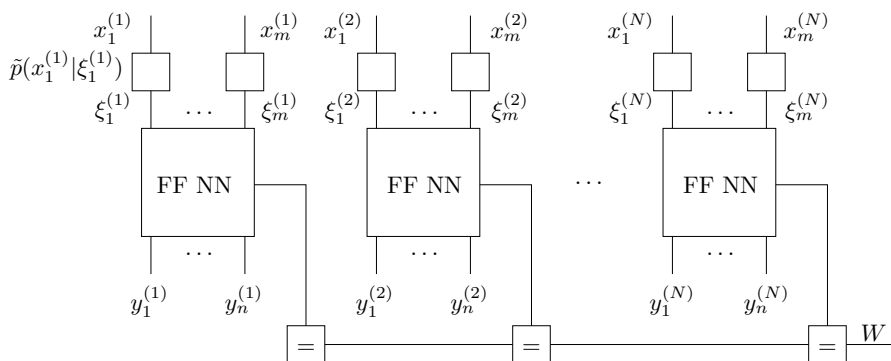 x_1^{(1)} x_m^{(1)} x_1^{(2)} x_m^{(2)} x_1^{(N)} x_m^{(N)}
p̃(x_1^{(1)}|ξ_1^{(1)})
ξ_1^{(1)} ... ξ_m^{(1)} ξ_1^{(2)} ... ξ_m^{(2)} ξ_1^{(N)} ... ξ_m^{(N)}
FF NN FF NN ... FF NN
... ... ...
y_1^{(1)} y_n^{(1)} y_1^{(2)} y_n^{(2)} y_1^{(N)} y_n^{(N)}
= = = W